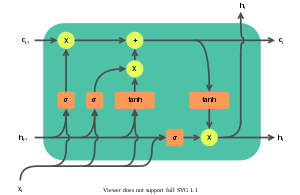 hₜ
cₜ₋₁
X
+
cₜ
X
σ
σ
tanh
tanh
hₜ₋₁
σ
X
hₜ
xₜ
Viewer does not support full SVG 1.1